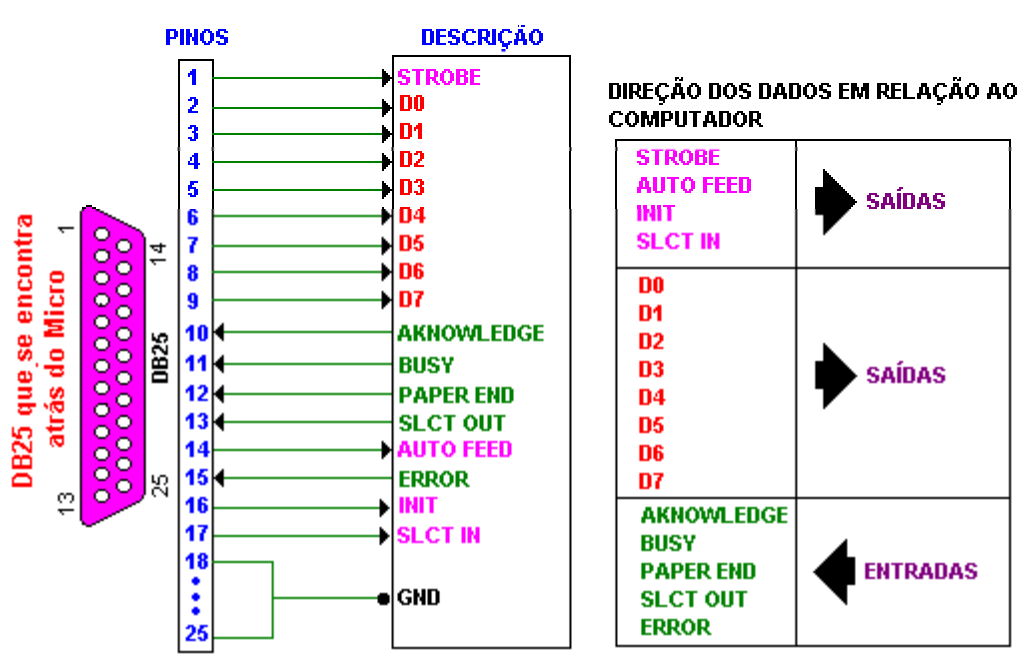 PINOS
DESCRIÇÃO
1 STROBE
2 D0
3 D1
4 D2
5 D3
6 D4
7 D5
8 D6
9 D7
10 AKNOWLEDGE
11 BUSY
12 PAPER END
13 SLCT OUT
14 AUTO FEED
15 ERROR
16 INIT
17 SLCT IN
18
GND
25
DB25 que se encontra
atrás do Micro
1
14
DB25
13
25
DIREÇÃO DOS DADOS EM RELAÇÃO AO
COMPUTADOR
STROBE
AUTO FEED
INIT
SLCT IN
SAÍDAS
D0
D1
D2
D3
D4
D5
D6
D7
SAÍDAS
AKNOWLEDGE
BUSY
PAPER END
SLCT OUT
ERROR
ENTRADAS